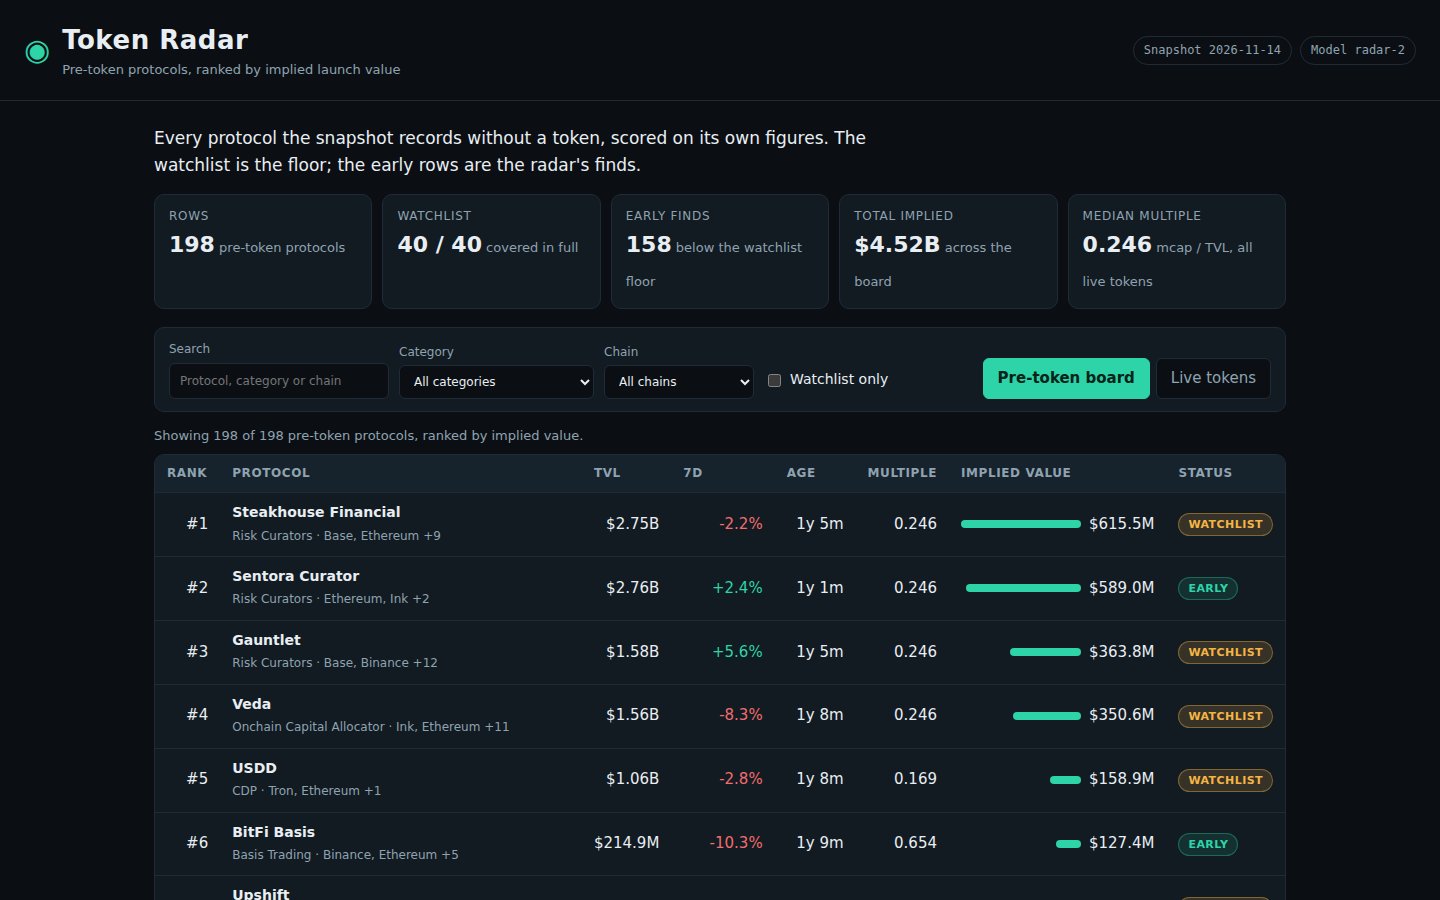 Token Radar
Pre-token protocols, ranked by implied launch value
Snapshot 2026-11-14
Model radar-2
Every protocol the snapshot records without a token, scored on its own figures. The
watchlist is the floor; the early rows are the radar's finds.
ROWS
198 pre-token protocols
WATCHLIST
40 / 40 covered in full
EARLY FINDS
158 below the watchlist
floor
TOTAL IMPLIED
$4.52B across the
board
MEDIAN MULTIPLE
0.246 mcap / TVL, all
live tokens
Search
Protocol, category or chain
Category
All categories
Chain
All chains
Watchlist only
Pre-token board
Live tokens
Showing 198 of 198 pre-token protocols, ranked by implied value.
RANK PROTOCOL TVL 7D AGE MULTIPLE IMPLIED VALUE STATUS
#1 Steakhouse Financial $2.75B -2.2% 1y 5m 0.246 $615.5M WATCHLIST
Risk Curators · Base, Ethereum +9
#2 Sentora Curator $2.76B +2.4% 1y 1m 0.246 $589.0M EARLY
Risk Curators · Ethereum, Ink +2
#3 Gauntlet $1.58B +5.6% 1y 5m 0.246 $363.8M WATCHLIST
Risk Curators · Base, Binance +12
#4 Veda $1.56B -8.3% 1y 8m 0.246 $350.6M WATCHLIST
Onchain Capital Allocator · Ink, Ethereum +11
#5 USDD $1.06B -2.8% 1y 8m 0.169 $158.9M WATCHLIST
CDP · Tron, Ethereum +1
#6 BitFi Basis $214.9M -10.3% 1y 9m 0.654 $127.4M EARLY
Basis Trading · Binance, Ethereum +5
Upshift